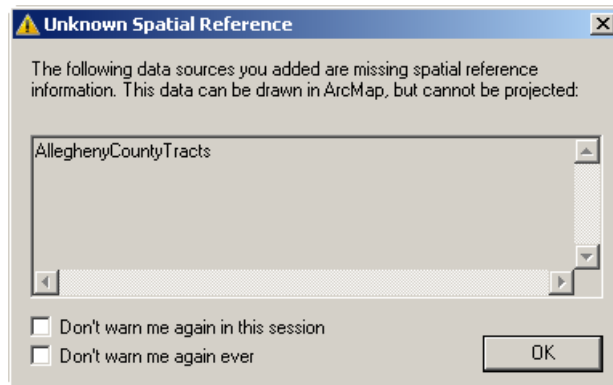 Unknown Spatial Reference
The following data sources you added are missing spatial reference
information. This data can be drawn in ArcMap, but cannot be projected:
AlleghenyCountyTracts
Don't warn me again in this session
Don't warn me again ever
OK